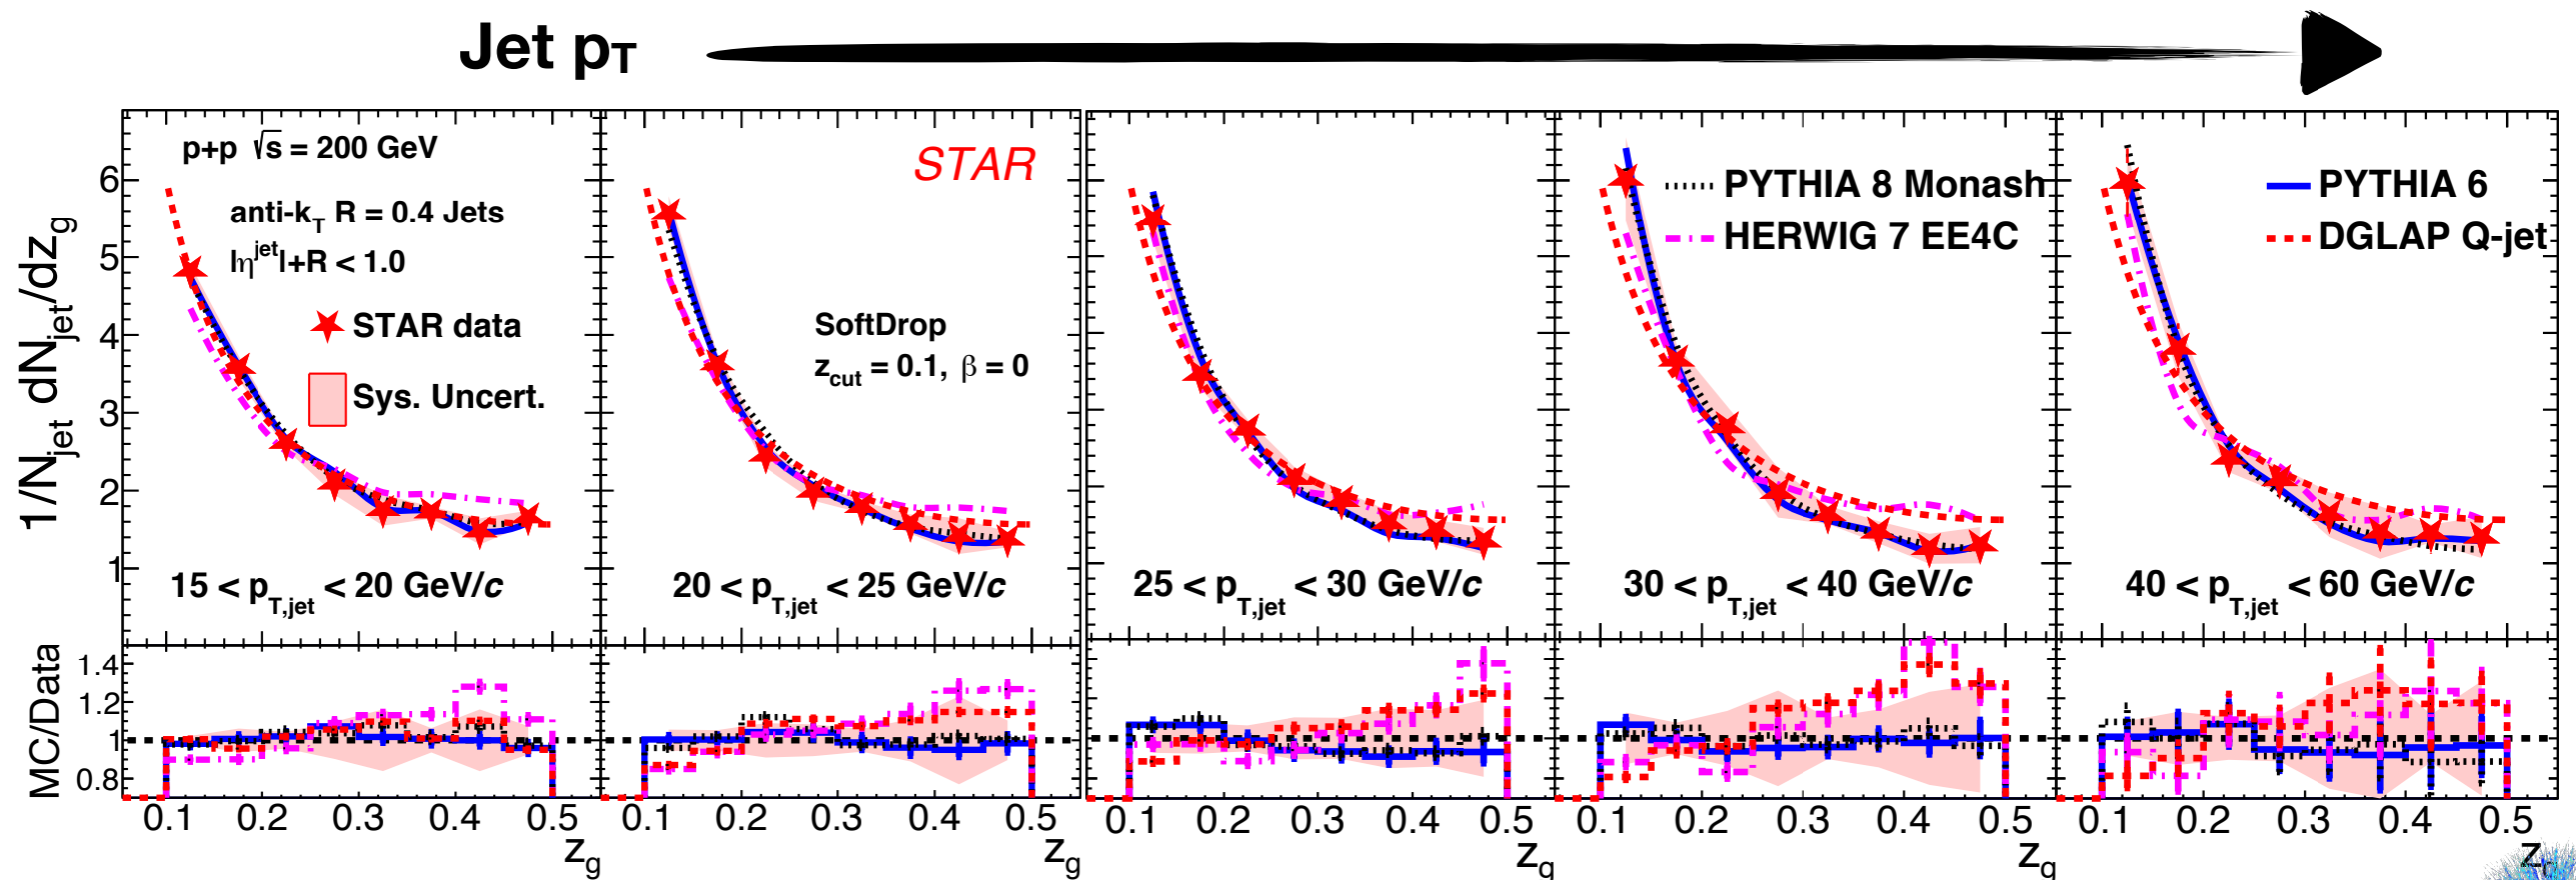 Jet pT
p+p √s = 200 GeV
anti-kT R = 0.4 Jets
|ηjet|+R < 1.0
STAR data
Sys. Uncert.
STAR
SoftDrop
zcut = 0.1, β = 0
PYTHIA 8 Monash
HERWIG 7 EE4C
PYTHIA 6
DGLAP Q-jet
1/Njet dNjet/dzg
6
5
4
3
2
1
15 < pT,jet < 20 GeV/c
20 < pT,jet < 25 GeV/c
25 < pT,jet < 30 GeV/c
30 < pT,jet < 40 GeV/c
40 < pT,jet < 60 GeV/c
MC/Data
1.4
1.2
1
0.8
0.1 0.2 0.3 0.4 0.5
0.1 0.2 0.3 0.4 0.5
0.1 0.2 0.3 0.4 0.5
0.1 0.2 0.3 0.4 0.5
0.1 0.2 0.3 0.4 0.5
zg
zg
zg
zg